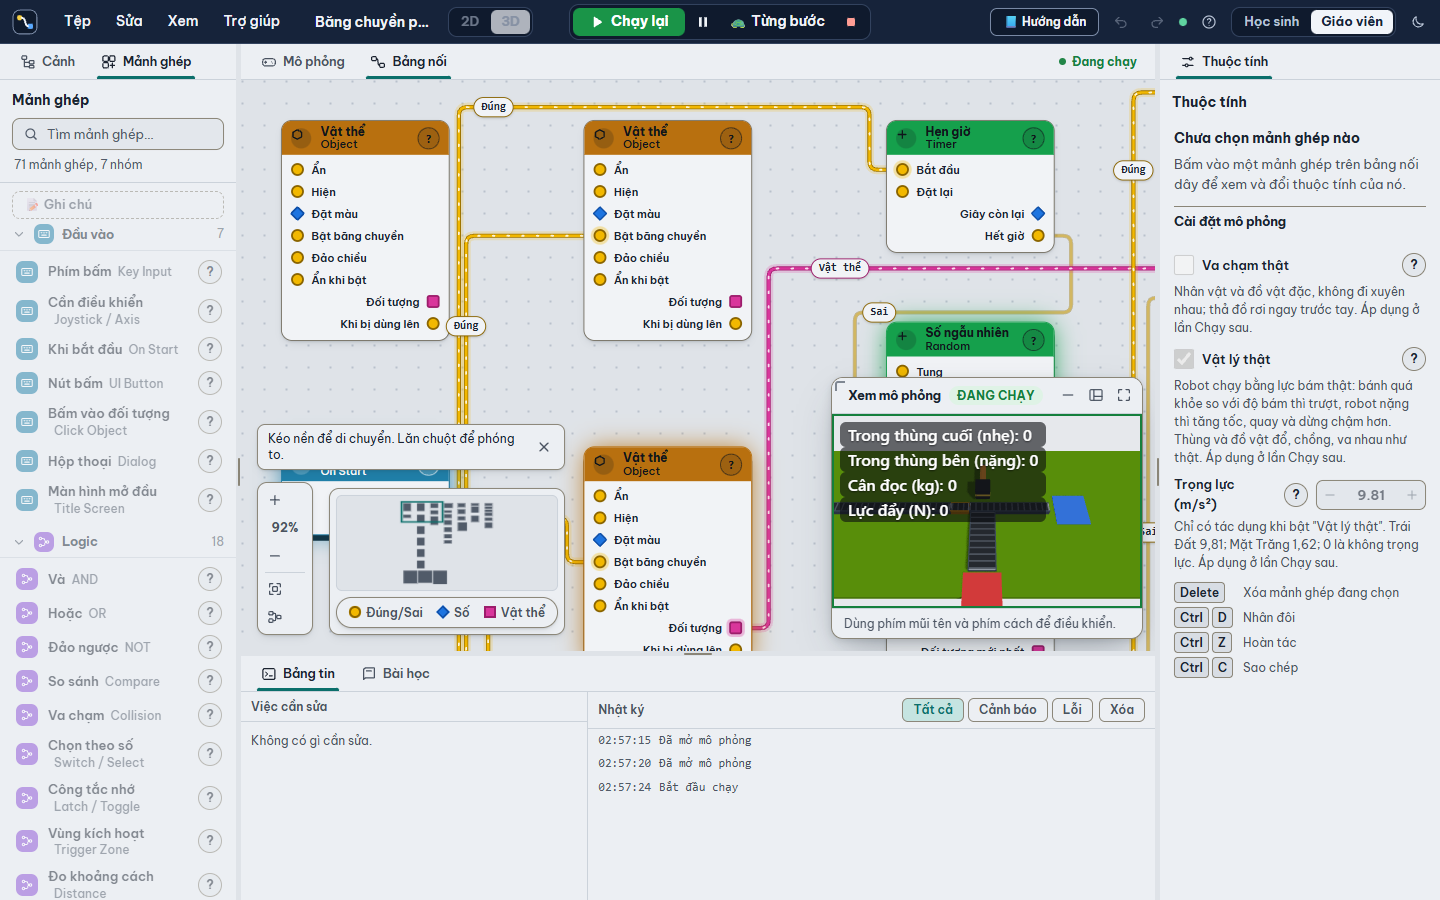 Tệp
Sửa
Xem
Trợ giúp
Băng chuyền p...
2D
3D
Chạy lại
Từng bước
Hướng dẫn
Học sinh
Giáo viên
Cảnh
Mảnh ghép
Mô phỏng
Bảng nối
Đang chạy
Thuộc tính
Mảnh ghép
Tìm mảnh ghép...
71 mảnh ghép, 7 nhóm
Ghi chú
Đầu vào 7
Phím bấm Key Input ?
Cần điều khiển
Joystick / Axis ?
Khi bắt đầu On Start ?
Nút bấm UI Button ?
Bấm vào đối tượng
Click Object ?
Hộp thoại Dialog ?
Màn hình mở đầu
Title Screen ?
Logic 18
Và AND ?
Hoặc OR ?
Đảo ngược NOT ?
So sánh Compare ?
Va chạm Collision ?
Chọn theo số
Switch / Select ?
Công tắc nhớ
Latch / Toggle ?
Vùng kích hoạt
Trigger Zone ?
Đo khoảng cách
Distance ?
Đúng
Vật thể
Object ?
Ẩn
Hiện
Đặt màu
Bật băng chuyền
Đảo chiều
Ẩn khi bật
Đối tượng
Khi bị dùng lên
Đúng
Vật thể
Object ?
Ẩn
Hiện
Đặt màu
Bật băng chuyền
Đảo chiều
Ẩn khi bật
Đối tượng
Khi bị dùng lên
Hẹn giờ
Timer ?
Bắt đầu
Đặt lại
Giây còn lại
Hết giờ
Đúng
Vật thể
Sai
Số ngẫu nhiên
Random ?
Tung
Kéo nền để di chuyển. Lăn chuột để phóng
to.
On Start
92%
Đúng/Sai
Số
Vật thể
Vật thể
Object ?
Ẩn
Hiện
Đặt màu
Bật băng chuyền
Đảo chiều
Ẩn khi bật
Đối tượng
Khi bị dùng lên
Xem mô phỏng
ĐANG CHẠY
Trong thùng cuối (nhẹ): 0
Trong thùng bên (nặng): 0
Cân đọc (kg): 0
Lực đẩy (N): 0
Dùng phím mũi tên và phím cách để điều khiển.
Sai
Đối tượng mới nhất
Bảng tin
Bài học
Việc cần sửa
Không có gì cần sửa.
Nhật ký
Tất cả
Cảnh báo
Lỗi
Xóa
02:57:15 Đã mở mô phỏng
02:57:20 Đã mở mô phỏng
02:57:24 Bắt đầu chạy
Thuộc tính
Chưa chọn mảnh ghép nào
Bấm vào một mảnh ghép trên bảng nối
dây để xem và đổi thuộc tính của nó.
Cài đặt mô phỏng
Va chạm thật ?
Nhân vật và đồ vật đặc, không đi xuyên
nhau; thả đồ rơi ngay trước tay. Áp dụng ở
lần Chạy sau.
Vật lý thật ?
Robot chạy bằng lực bám thật: bánh quá
khỏe so với độ bám thì trượt, robot nặng
thì tăng tốc, quay và dừng chậm hơn.
Thùng và đồ vật đổ, chồng, va nhau như
thật. Áp dụng ở lần Chạy sau.
Trọng lực
(m/s²) ? 9.81
Chỉ có tác dụng khi bật "Vật lý thật". Trái
Đất 9,81; Mặt Trăng 1,62; 0 là không trọng
lực. Áp dụng ở lần Chạy sau.
Delete Xóa mảnh ghép đang chọn
Ctrl D Nhân đôi
Ctrl Z Hoàn tác
Ctrl C Sao chép